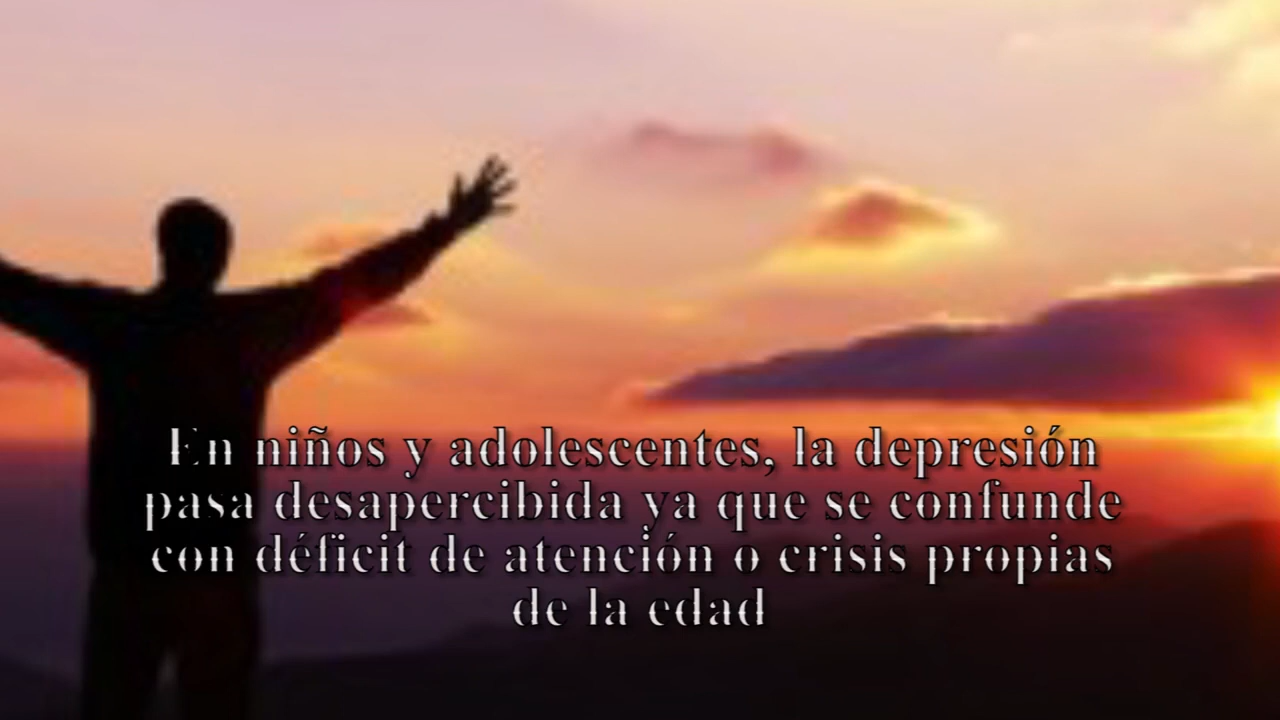 En niños y adolescentes, la depresión
pasa desapercibida ya que se confunde
con déficit de atención o crisis propias
de la edad